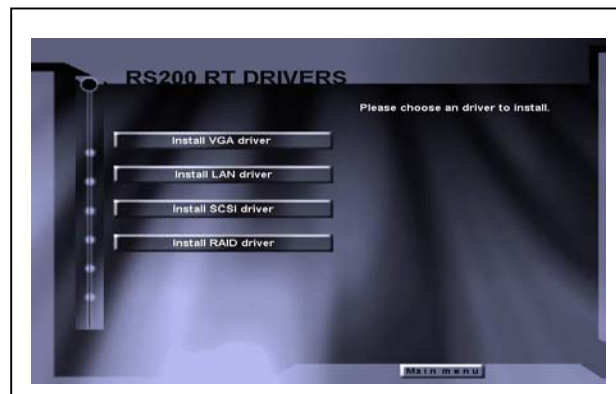 RS200 RT DRIVERS
Please choose an driver to install.
Install VGA driver
Install LAN driver
Install SCSI driver
Install RAID driver
Main menu